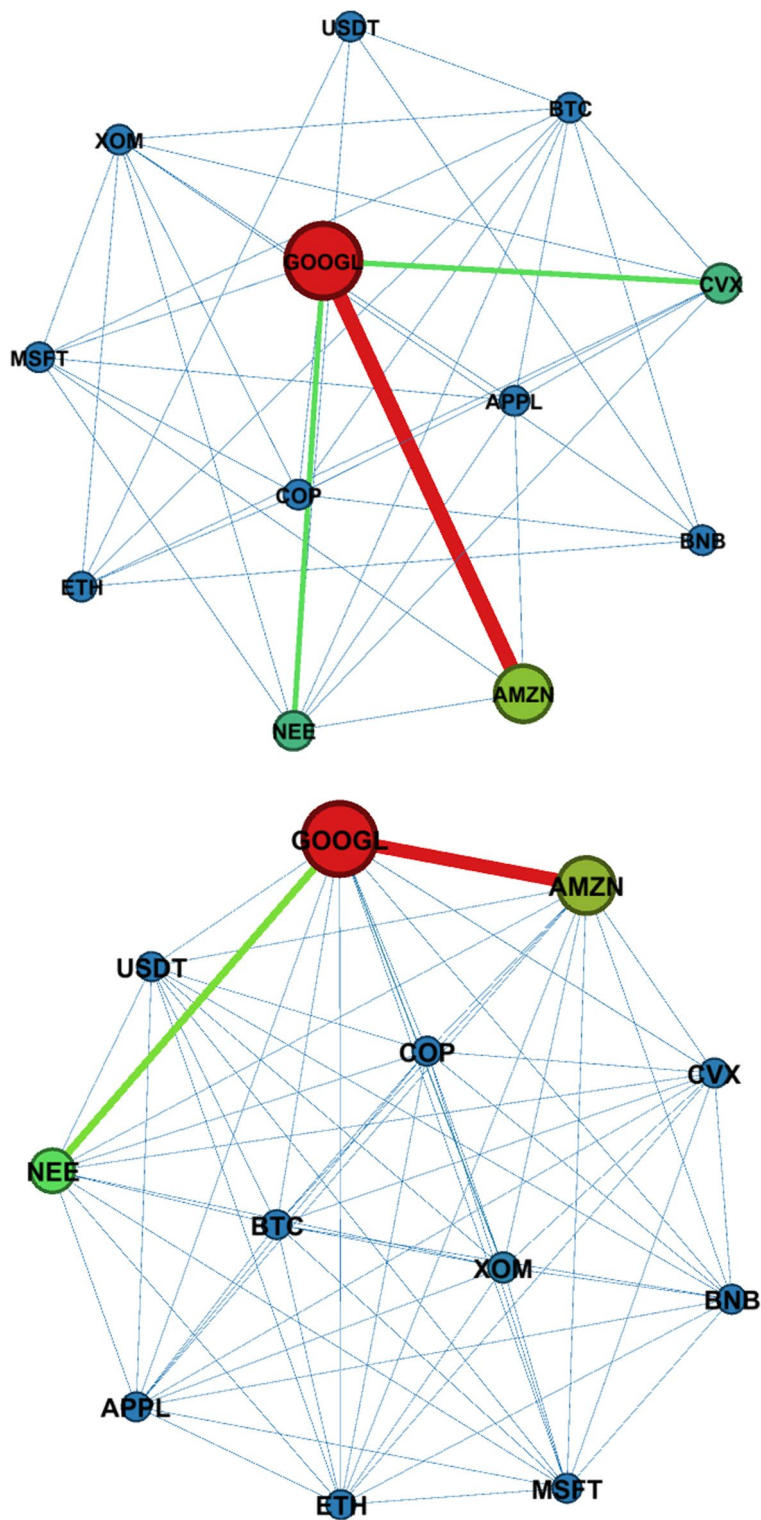 USDT
BTC
XOM
GOOGL
CVX
MSFT
APPL
COP
BNB
ETH
AMZN
NEE
GOOGL
AMZN
USDT
COP
CVX
NEE
BTC
XOM
BNB
APPL
MSFT
ETH